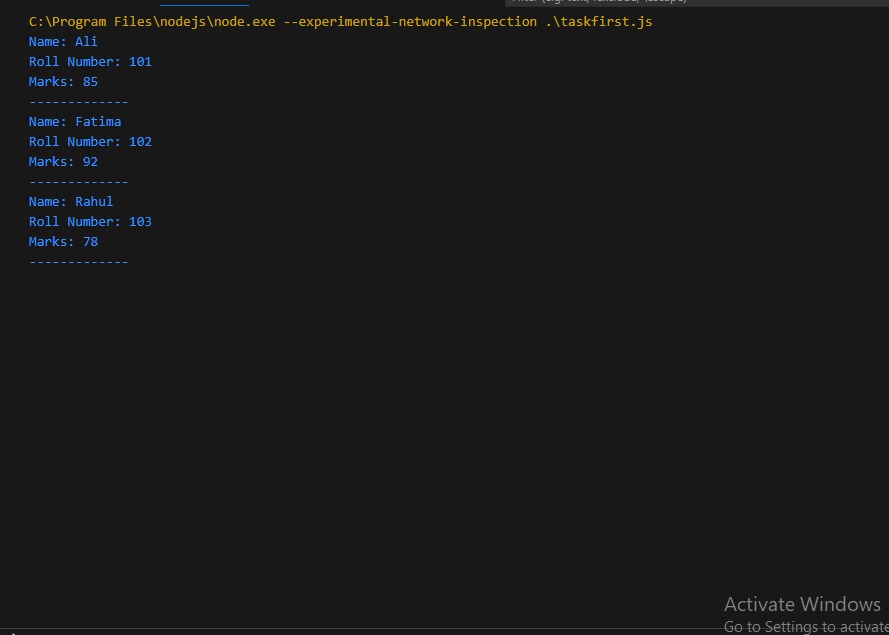 C:\Program Files\nodejs\node.exe --experimental-network-inspection .\taskfirst.js
Name: Ali
Roll Number: 101
Marks: 85
-------------
Name: Fatima
Roll Number: 102
Marks: 92
-------------
Name: Rahul
Roll Number: 103
Marks: 78
-------------
Activate Windows
Go to Settings to activate